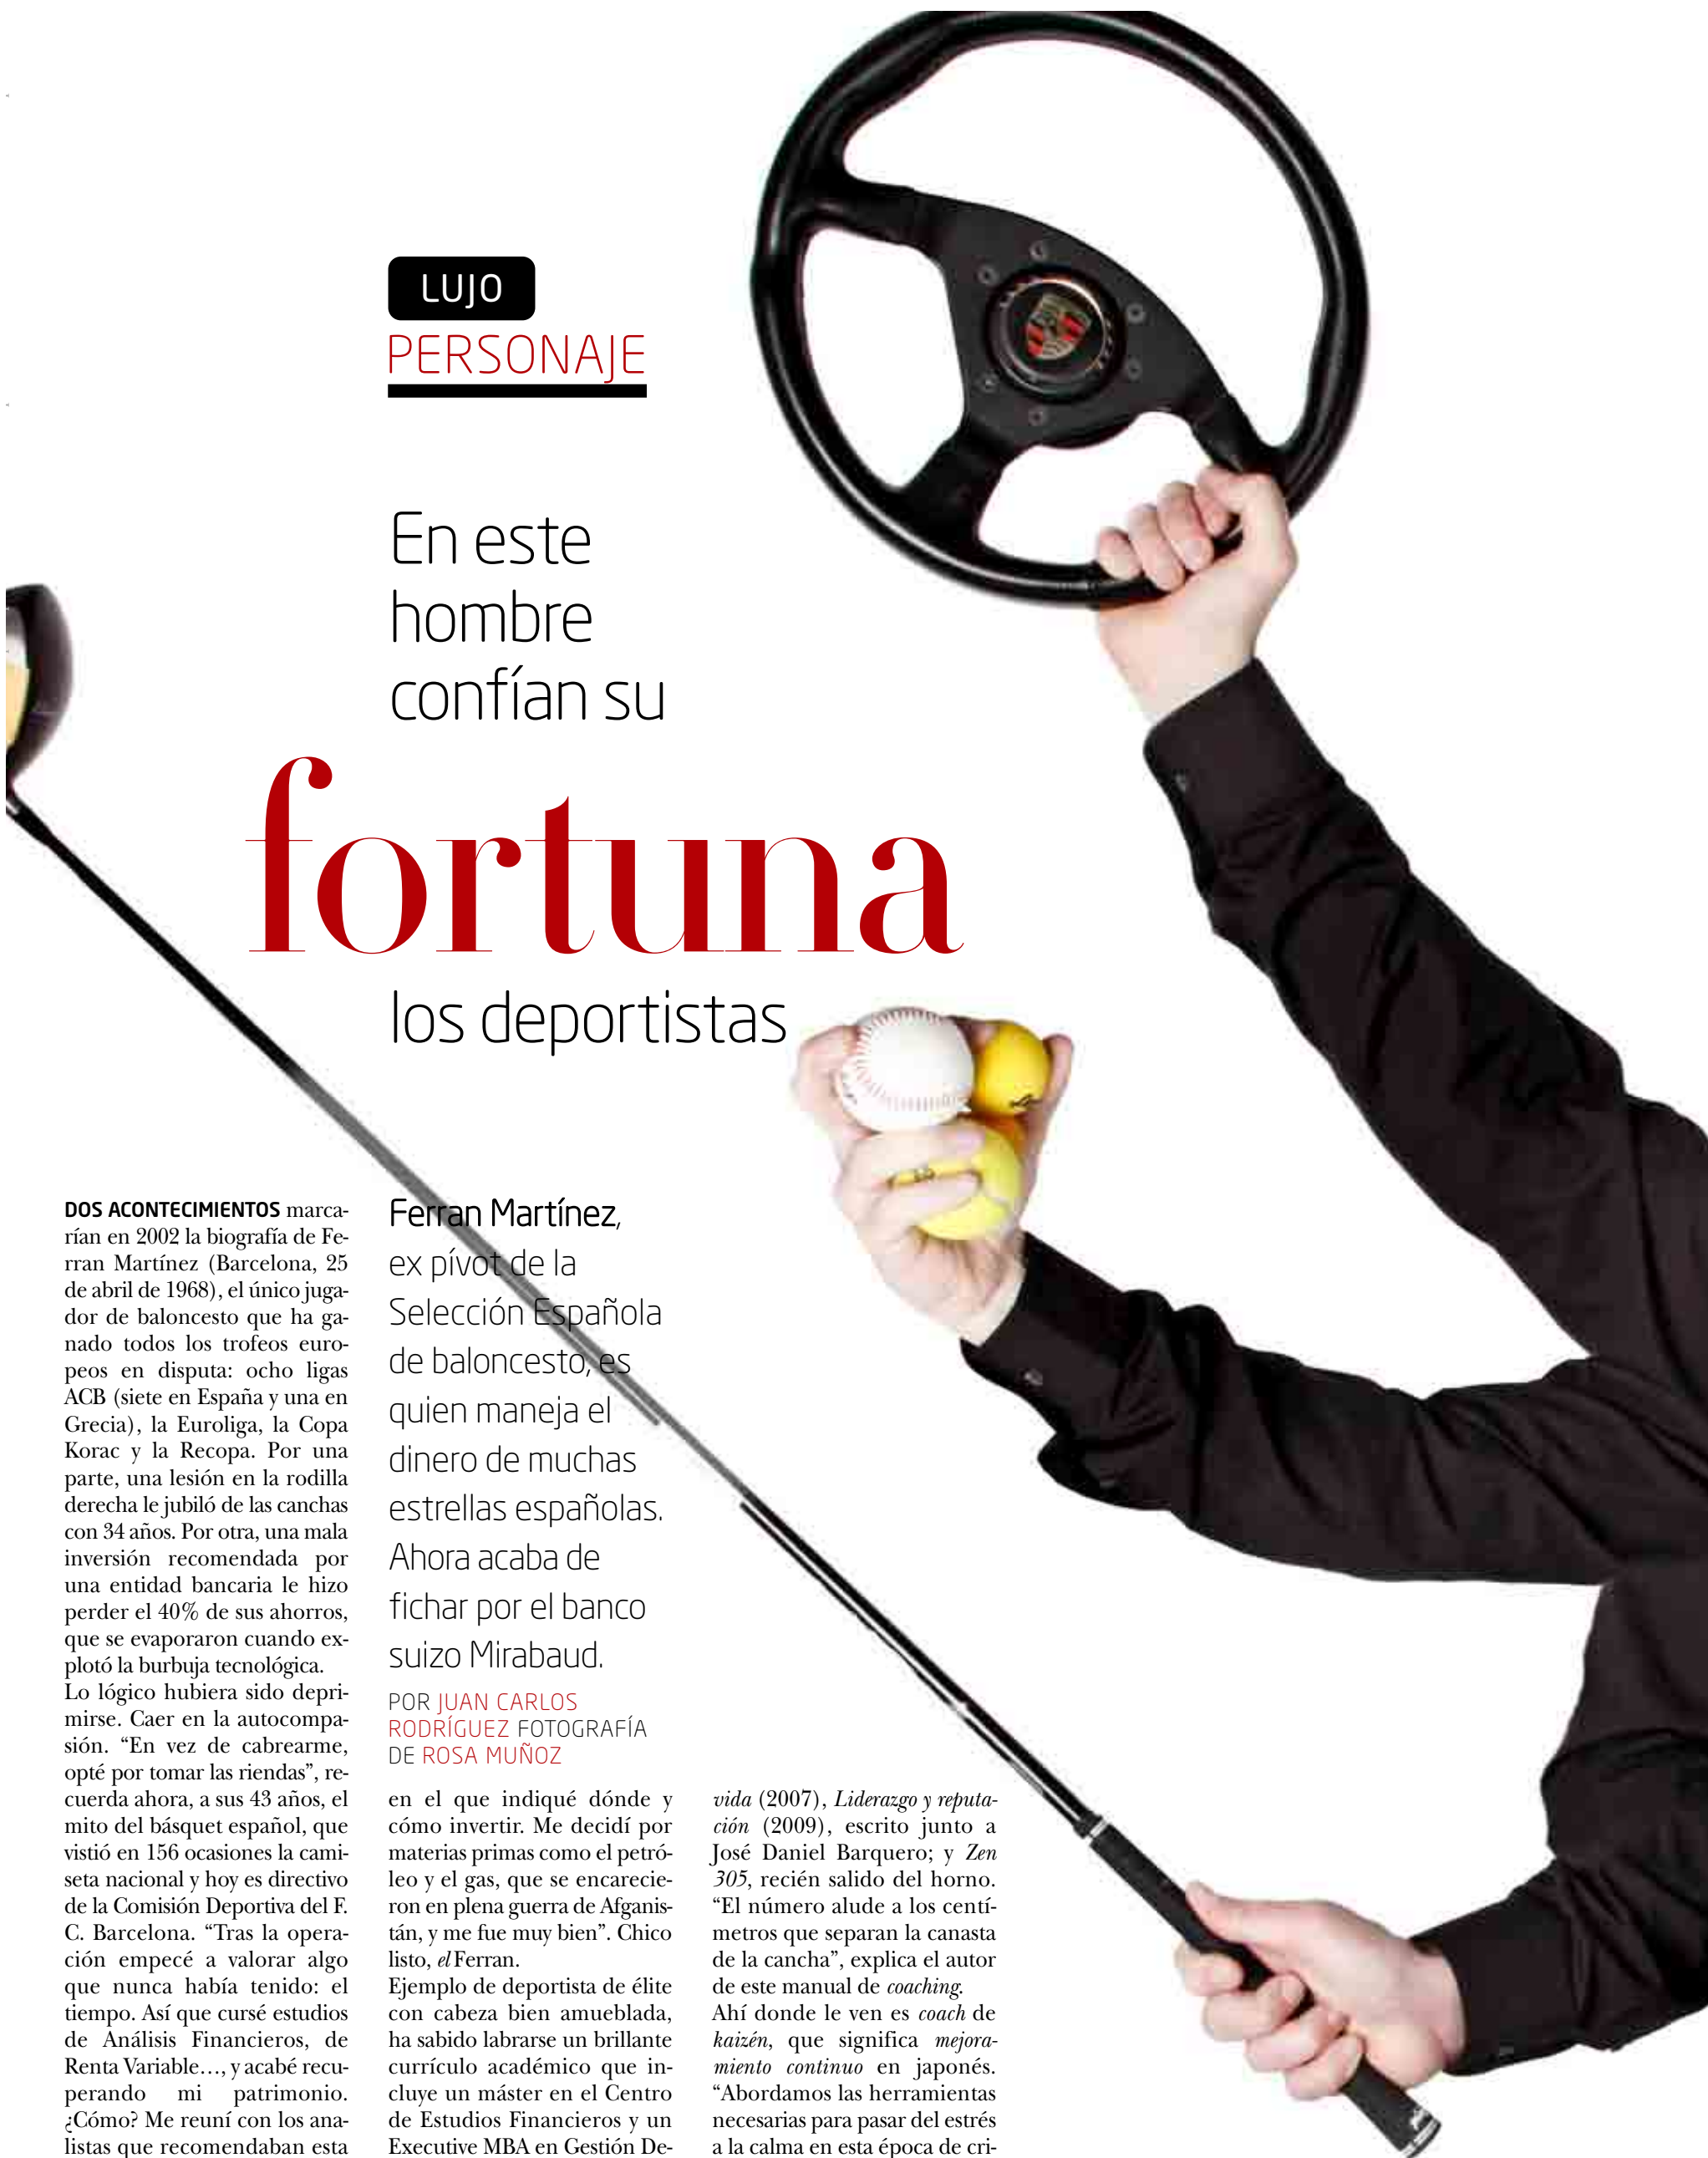 LUJO
PERSONAJE
En este
hombre
confían su
fortuna
los deportistas
DOS ACONTECIMIENTOS marca-
rían en 2002 la biografía de Fe-
rran Martínez (Barcelona, 25
de abril de 1968), el único juga-
dor de baloncesto que ha ga-
nado todos los trofeos euro-
peos en disputa: ocho ligas
ACB (siete en España y una en
Grecia), la Euroliga, la Copa
Korac y la Recopa. Por una
parte, una lesión en la rodilla
derecha le jubiló de las canchas
con 34 años. Por otra, una mala
inversión recomendada por
una entidad bancaria le hizo
perder el 40% de sus ahorros,
que se evaporaron cuando ex-
plotó la burbuja tecnológica.
Lo lógico hubiera sido depri-
mirse. Caer en la autocompa-
sión. “En vez de cabrearme,
opté por tomar las riendas”, re-
cuerda ahora, a sus 43 años, el
mito del básquet español, que
vistió en 156 ocasiones la cami-
seta nacional y hoy es directivo
de la Comisión Deportiva del F.
C. Barcelona. “Tras la opera-
ción empecé a valorar algo
que nunca había tenido: el
tiempo. Así que cursé estudios
de Análisis Financieros, de
Renta Variable…, y acabé recu-
perando mi patrimonio.
¿Cómo? Me reuní con los ana-
listas que recomendaban esta
Ferran Martínez,
ex pívot de la
Selección Española
de baloncesto, es
quien maneja el
dinero de muchas
estrellas españolas.
Ahora acaba de
fichar por el banco
suizo Mirabaud.
POR JUAN CARLOS
RODRÍGUEZ FOTOGRAFÍA
DE ROSA MUÑOZ
en el que indiqué dónde y
cómo invertir. Me decidí por
materias primas como el petró-
leo y el gas, que se encarecie-
ron en plena guerra de Afganis-
tán, y me fue muy bien”. Chico
listo, el Ferran.
Ejemplo de deportista de élite
con cabeza bien amueblada,
ha sabido labrarse un brillante
currículo académico que in-
cluye un máster en el Centro
de Estudios Financieros y un
Executive MBA en Gestión De-
vida (2007), Liderazgo y reputa-
ción (2009), escrito junto a
José Daniel Barquero; y Zen
305, recién salido del horno.
“El número alude a los centí-
metros que separan la canasta
de la cancha”, explica el autor
de este manual de coaching.
Ahí donde le ven es coach de
kaizén, que significa mejora-
miento continuo en japonés.
“Abordamos las herramientas
necesarias para pasar del estrés
a la calma en esta época de cri-